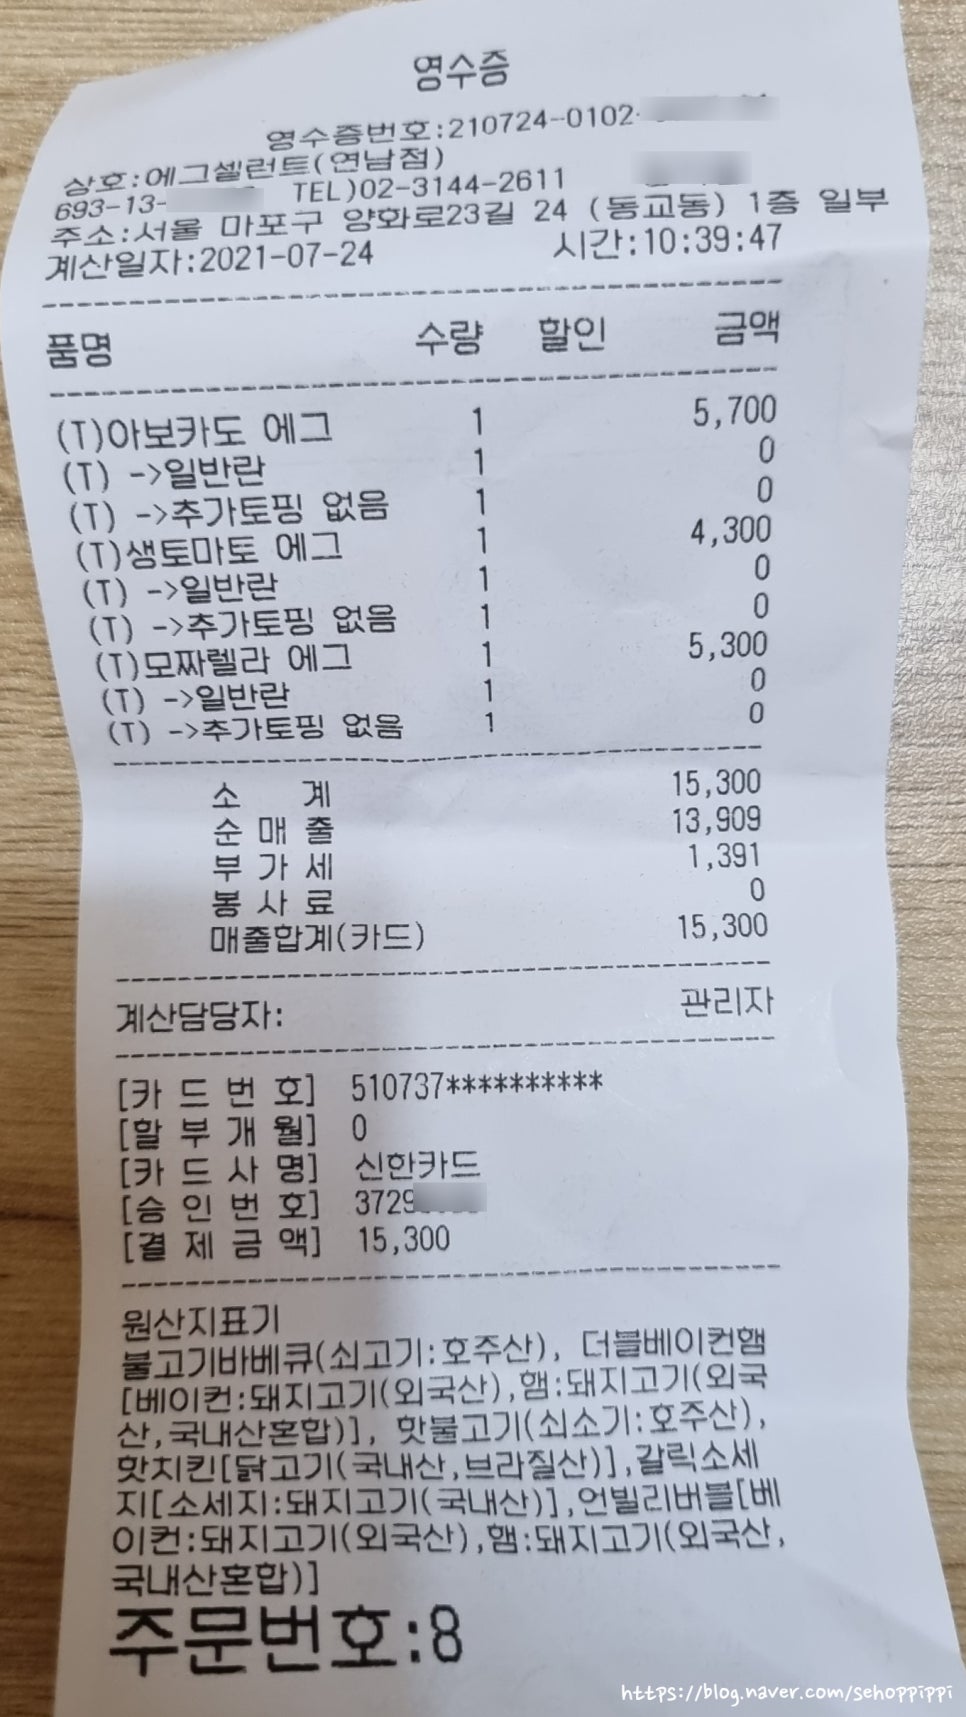 영수증
영수증번호:210724-0102-
상호:에그셀런트(연남점)
693-13- TEL)02-3144-2611
주소:서울 마포구 양화로23길 24 (동교동) 1층 일부
계산일자:2021-07-24 시간:10:39:47
품명 수량 할인 금액
(T)아보카도 에그 1 5,700
(T) ->일반란 1 0
(T) ->추가토핑 없음 1 0
(T)생토마토 에그 1 4,300
(T) ->일반란 1 0
(T) ->추가토핑 없음 1 0
(T)모짜렐라 에그 1 5,300
(T) ->일반란 1 0
(T) ->추가토핑 없음 1 0
소 계 15,300
순 매 출 13,909
부 가 세 1,391
봉 사 료 0
매출합계(카드) 15,300
계산담당자: 관리자
[카 드 번 호] 510737**********
[할 부 개 월] 0
[카 드 사 명] 신한카드
[승 인 번 호] 3729
[결 제 금 액] 15,300
원산지표기
불고기바베큐(쇠고기:호주산), 더블베이컨햄
[베이컨:돼지고기(외국산),햄:돼지고기(외국
산,국내산혼합)], 핫불고기(쇠소기:호주산),
핫치킨[닭고기(국내산,브라질산)],갈릭소세
지[소세지:돼지고기(국내산)],언빌리버블[베
이컨:돼지고기(외국산),햄:돼지고기(외국산,
국내산혼합)]
주문번호:8
https://blog.naver.com/sehoppippi